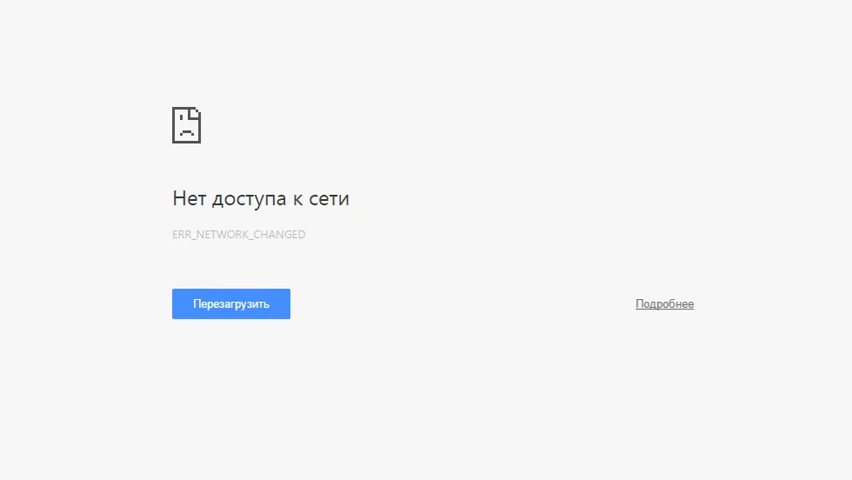 Нет доступа к сети
ERR_NETWORK_CHANGED
Перезагрузить
Подробнее